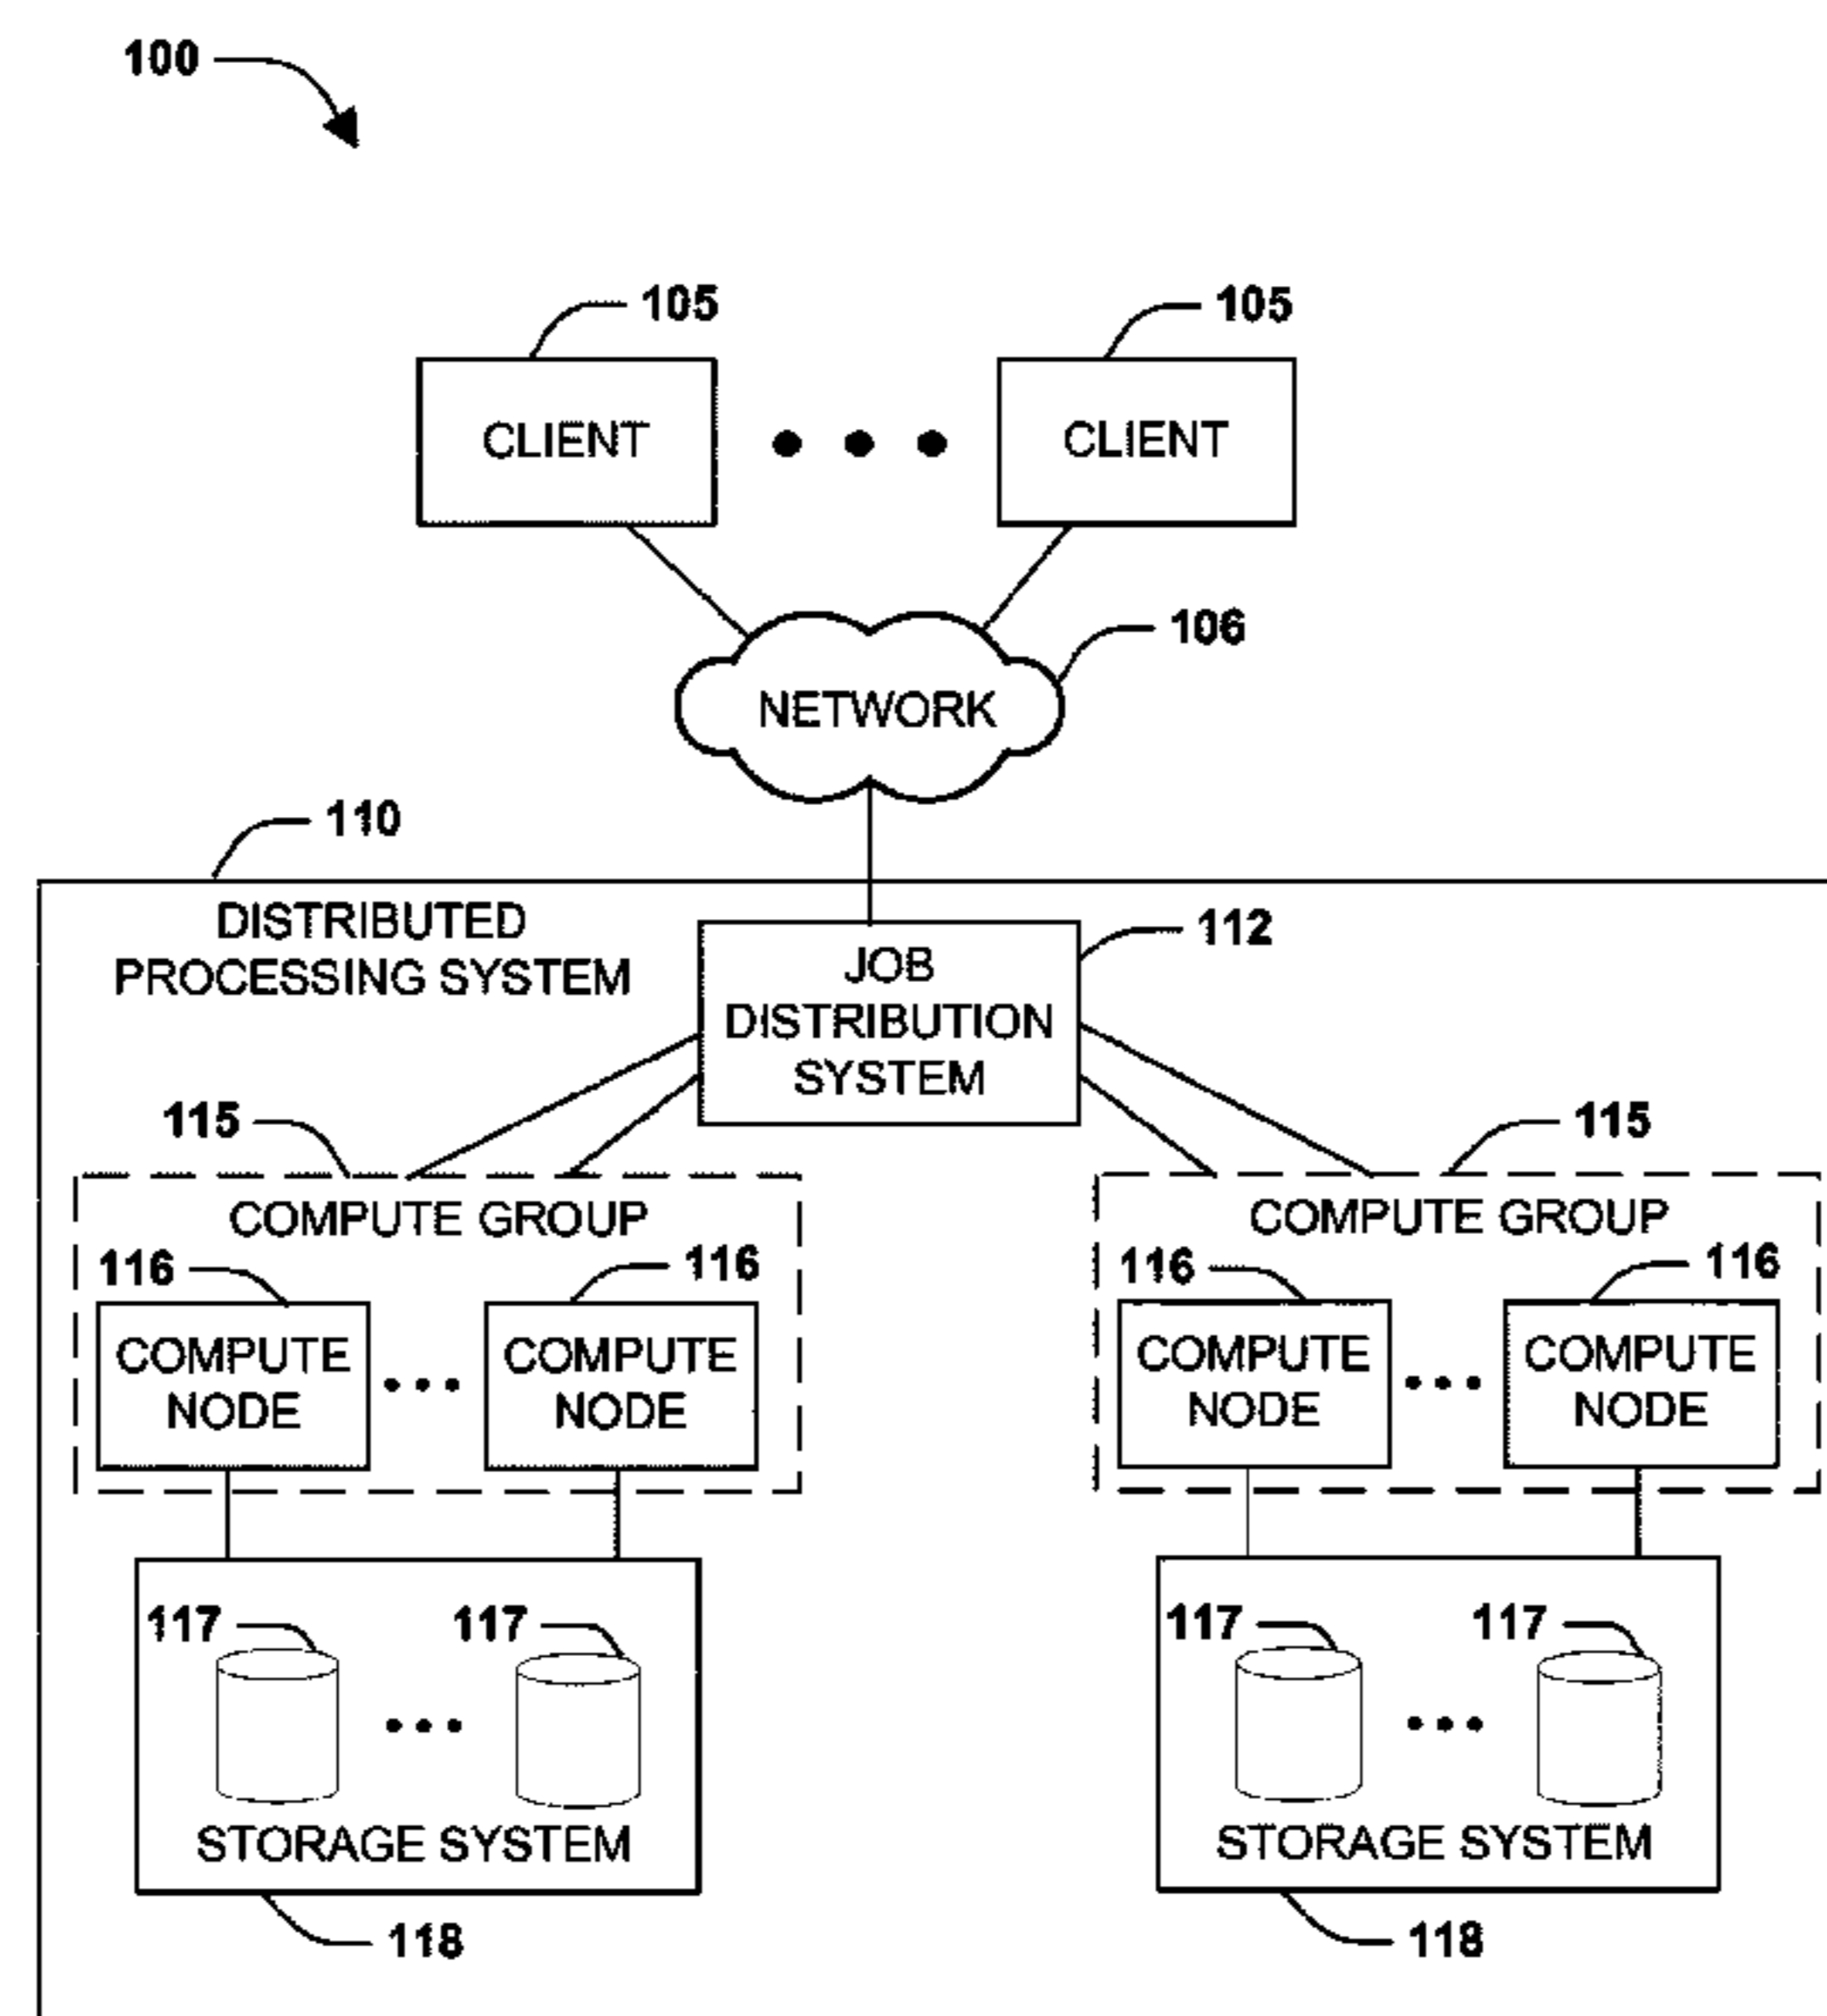 100
105
105
CLIENT
CLIENT
106
NETWORK
110
DISTRIBUTED
PROCESSING SYSTEM
112
JOB
DISTRIBUTION
SYSTEM
115
115
COMPUTE GROUP
COMPUTE GROUP
116
116
116
116
COMPUTE
NODE
COMPUTE
NODE
COMPUTE
NODE
COMPUTE
NODE
117
117
117
117
STORAGE SYSTEM
STORAGE SYSTEM
118
118